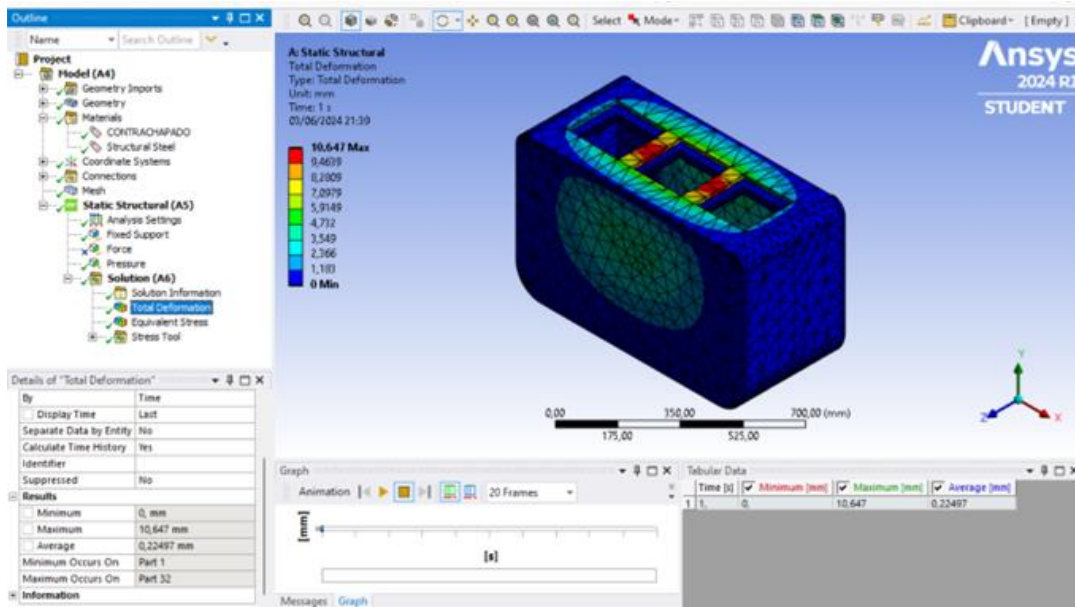 Outline
Name
Search Outline
Project
Model (A4)
Geometry Imports
Geometry
Materials
CONTRACHAPADO
Structural Steel
Coordinate Systems
Connections
Mesh
Static Structural (A5)
Analysis Settings
Fixed Support
Force
Pressure
Solution (A6)
Solution Information
Total Deformation
Equivalent Stress
Stress Tool
Details of "Total Deformation"
By Time
Display Time Last
Separate Data by Entity No
Calculate Time History Yes
Identifier
Suppressed No
Results
Minimum 0, mm
Maximum 10,647 mm
Average 0,22497 mm
Minimum Occurs On Part 1
Maximum Occurs On Part 32
Information
Select Mode Clipboard [Empty]
A: Static Structural
Total Deformation
Type: Total Deformation
Unit: mm
Time: 1 s
03/06/2024 21:39
10,647 Max
9,4639
8,2809
7,0979
5,9149
4,732
3,549
2,366
1,183
0 Min
Ansys
2024 R1
STUDENT
0,00 350,00 700,00 (mm)
175,00 525,00
Y
Z X
Graph
Animation 20 Frames
[mm]
[s]
Messages Graph
Tabular Data
Time [s] Minimum [mm] Maximum [mm] Average [mm]
1 1, 0, 10,647 0,22497